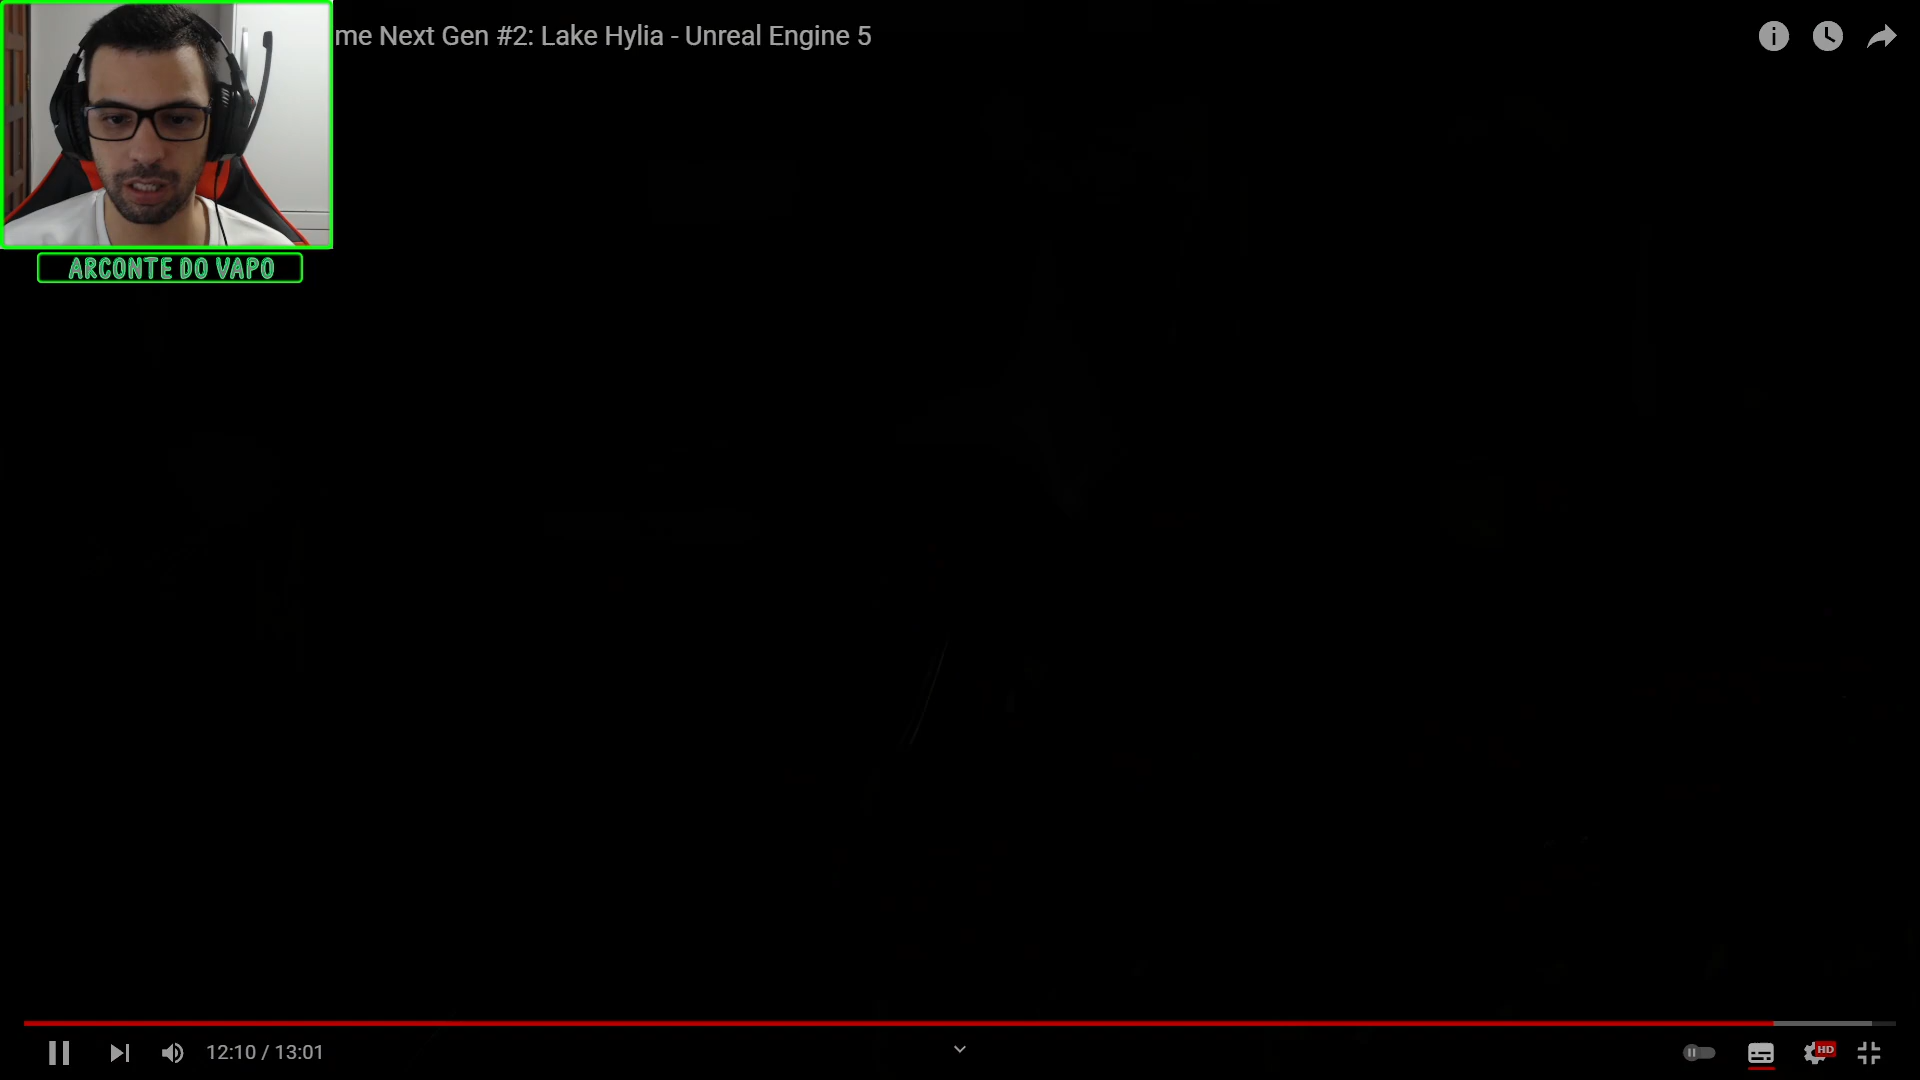 me Next Gen #2: Lake Hylia - Unreal Engine 5
ARCONTE DO VAPO
12:10 / 13:01
HD